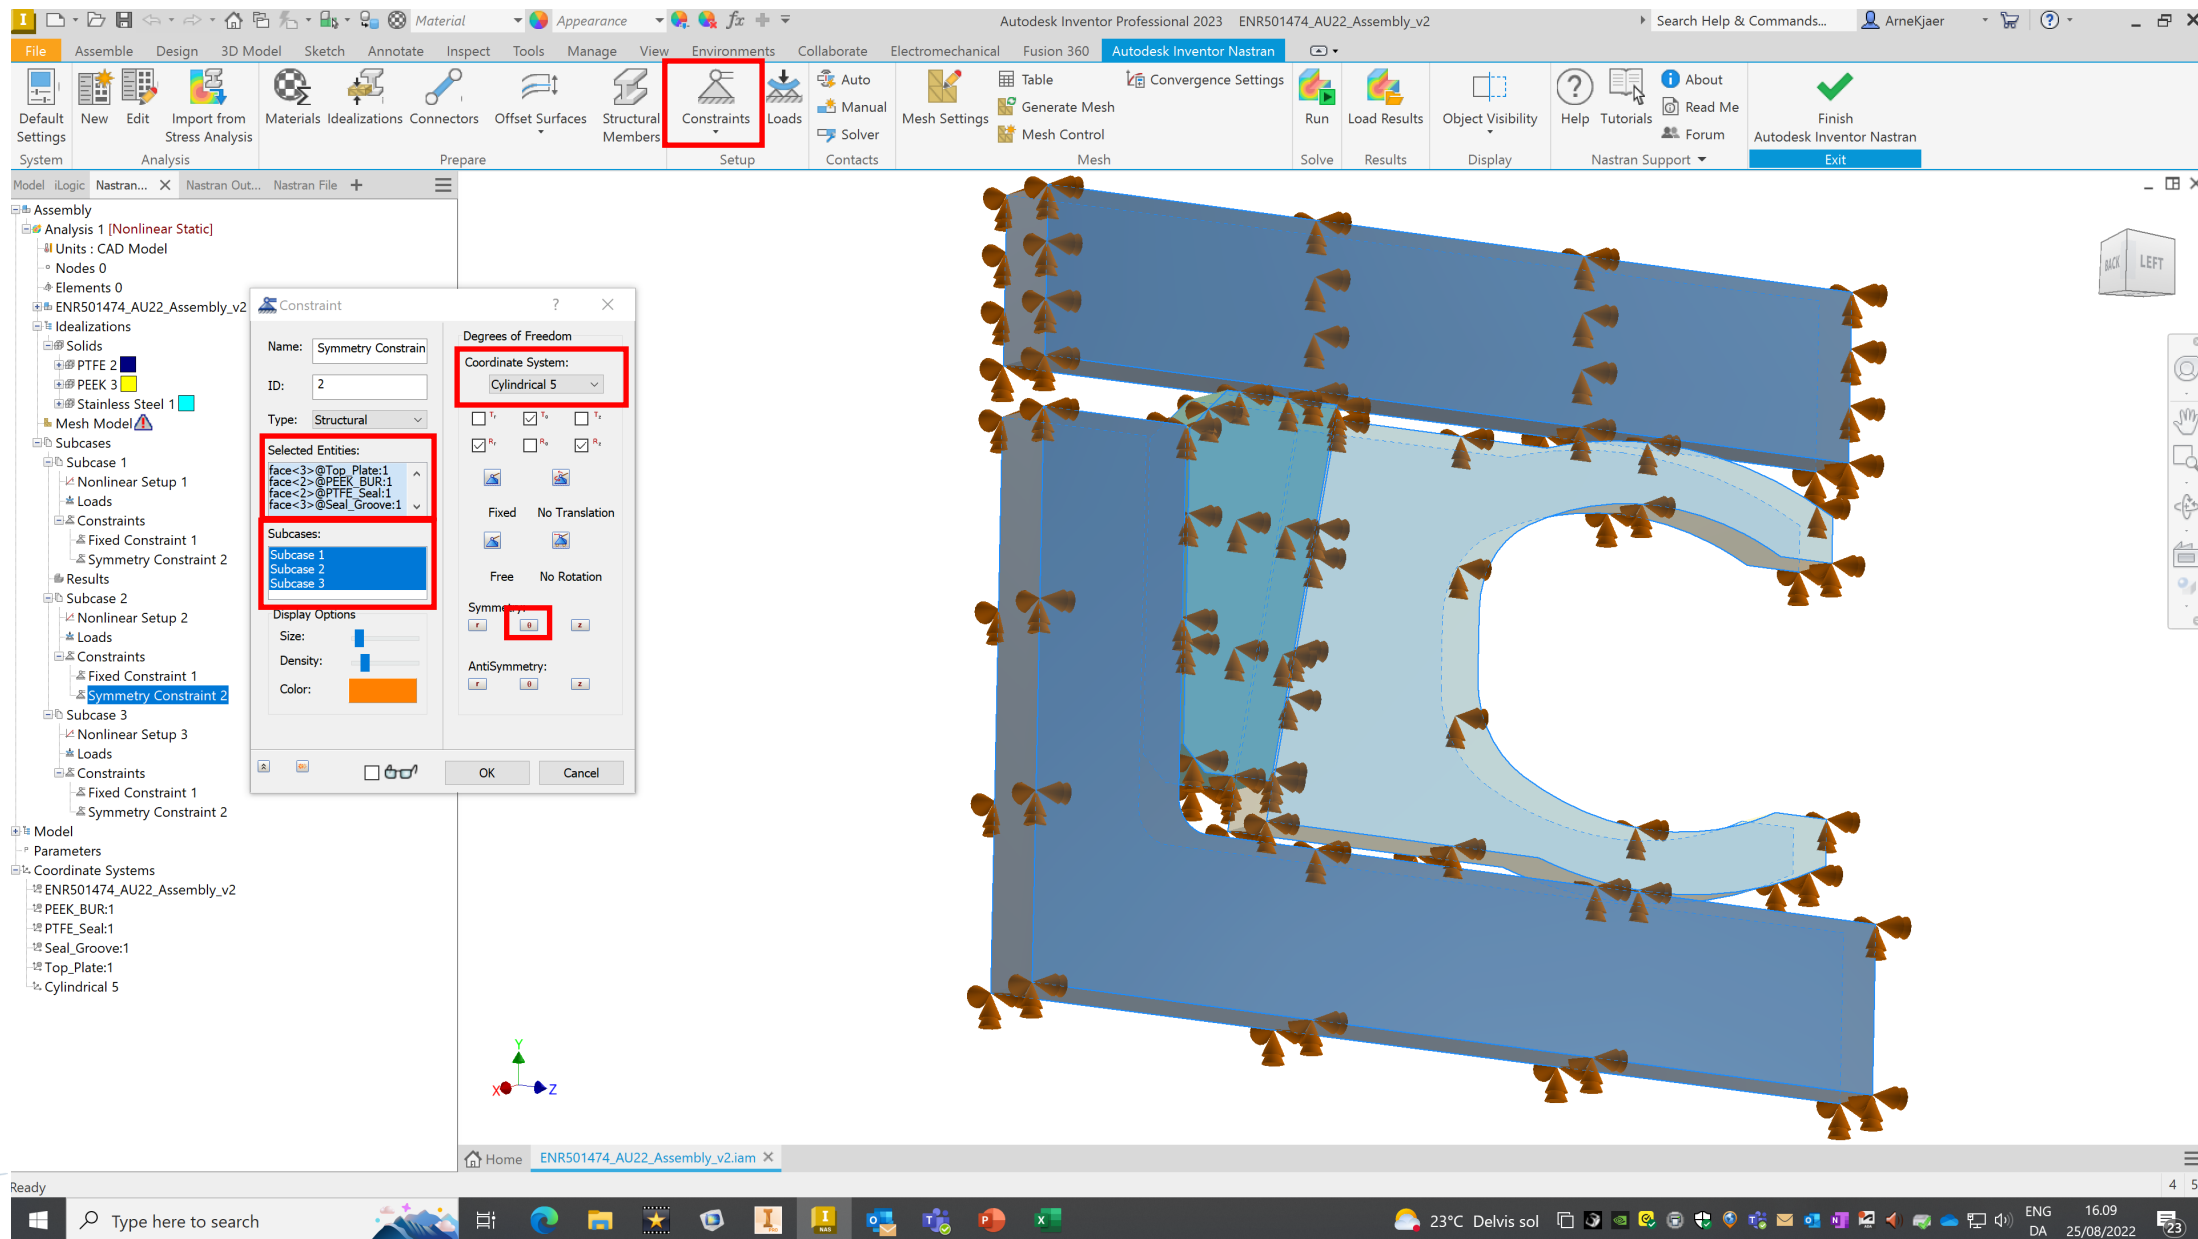 Material
Appearance
fx
Autodesk Inventor Professional 2023 ENR501474_AU22_Assembly_v2
Search Help & Commands...
ArneKjaer
File Assemble Design 3D Model Sketch Annotate Inspect Tools Manage View Environments Collaborate Electromechanical Fusion 360 Autodesk Inventor Nastran
Default Settings
New
Edit
Import from Stress Analysis
Materials
Idealizations
Connectors
Offset Surfaces
Structural Members
Constraints
Loads
Auto
Manual
Solver
Mesh Settings
Table
Generate Mesh
Mesh Control
Convergence Settings
Run
Load Results
Object Visibility
Help
Tutorials
About
Read Me
Forum
Finish
Autodesk Inventor Nastran
System Analysis Prepare Setup Contacts Mesh Solve Results Display Nastran Support Exit
Model iLogic Nastran... Nastran Out... Nastran File
Assembly
Analysis 1 [Nonlinear Static]
Units : CAD Model
Nodes 0
Elements 0
ENR501474_AU22_Assembly_v2
Idealizations
Solids
PTFE 2
PEEK 3
Stainless Steel 1
Mesh Model
Subcases
Subcase 1
Nonlinear Setup 1
Loads
Constraints
Fixed Constraint 1
Symmetry Constraint 2
Results
Subcase 2
Nonlinear Setup 2
Loads
Constraints
Fixed Constraint 1
Symmetry Constraint 2
Subcase 3
Nonlinear Setup 3
Loads
Constraints
Fixed Constraint 1
Symmetry Constraint 2
Model
Parameters
Coordinate Systems
ENR501474_AU22_Assembly_v2
PEEK_BUR:1
PTFE_Seal:1
Seal_Groove:1
Top_Plate:1
Cylindrical 5
Constraint
Name: Symmetry Constrain
ID: 2
Type: Structural
Selected Entities:
face<3>@Top_Plate:1
face<2>@PEEK_BUR:1
face<2>@PTFE_Seal:1
face<3>@Seal_Groove:1
Subcases:
Subcase 1
Subcase 2
Subcase 3
Display Options
Size:
Density:
Color:
Degrees of Freedom
Coordinate System:
Cylindrical 5
Tr Tθ Tz
Rr Rθ Rz
Fixed No Translation
Free No Rotation
Symmetry:
r θ z
AntiSymmetry:
r θ z
OK Cancel
BACK LEFT
Y
X Z
Home ENR501474_AU22_Assembly_v2.iam
Ready
4 5
Type here to search
23°C Delvis sol
ENG
DA
16.09
25/08/2022
23